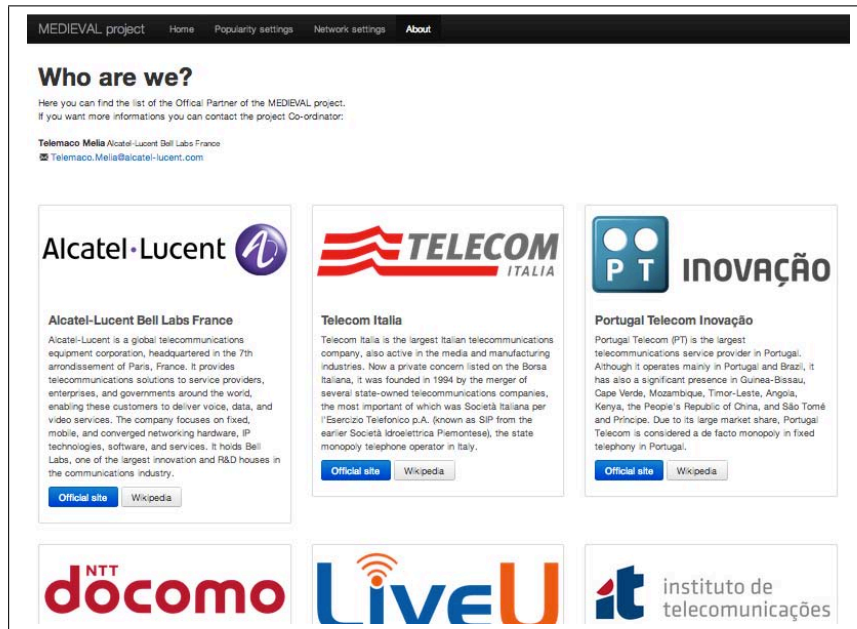 MEDIEVAL project Home Popularity settings Network settings About
Who are we?
Here you can find the list of the Offical Partner of the MEDIEVAL project.
If you want more informations you can contact the project Co-ordinator:
Telemaco Melia Alcatel-Lucent Bell Labs France
Telemaco.Melia@alcatel-lucent.com
Alcatel·Lucent
Alcatel-Lucent Bell Labs France
Alcatel-Lucent is a global telecommunications
equipment corporation, headquartered in the 7th
arrondissement of Paris, France. It provides
telecommunications solutions to service providers,
enterprises, and governments around the world,
enabling these customers to deliver voice, data, and
video services. The company focuses on fixed,
mobile, and converged networking hardware, IP
technologies, software, and services. It holds Bell
Labs, one of the largest innovation and R&D houses in
the communications industry.
Official site Wikipedia
TELECOM
ITALIA
Telecom Italia
Telecom Italia is the largest Italian telecommunications
company, also active in the media and manufacturing
industries. Now a private concern listed on the Borsa
Italiana, it was founded in 1994 by the merger of
several state-owned telecommunications companies,
the most important of which was Società Italiana per
l'Esercizio Telefonico p.A. (known as SIP from the
earlier Società Idroelettrica Piemontese), the state
monopoly telephone operator in Italy.
Official site Wikipedia
PT INOVAÇÃO
Portugal Telecom Inovação
Portugal Telecom (PT) is the largest
telecommunications service provider in Portugal.
Although it operates mainly in Portugal and Brazil, it
has also a significant presence in Guinea-Bissau,
Cape Verde, Mozambique, Timor-Leste, Angola,
Kenya, the People's Republic of China, and São Tomé
and Príncipe. Due to its large market share, Portugal
Telecom is considered a de facto monopoly in fixed
telephony in Portugal.
Official site Wikipedia
NTT
döcomo
LiveU
it instituto de
telecomunicações